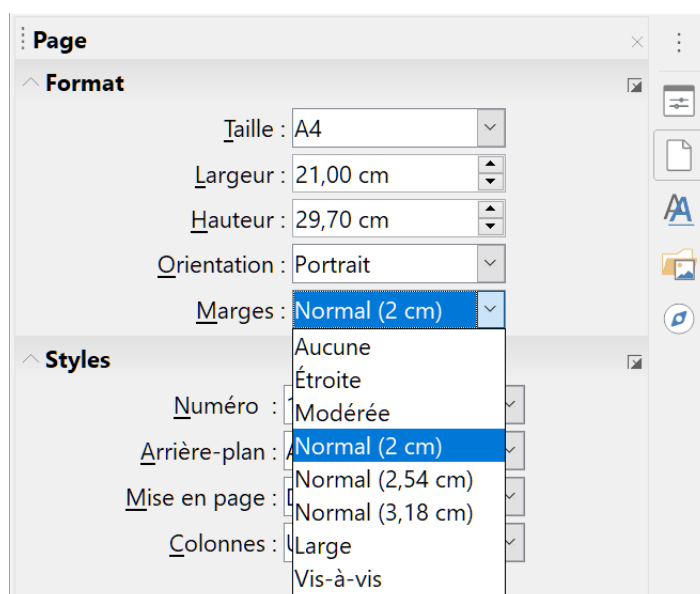 Page
Format
Taille : A4
Largeur : 21,00 cm
Hauteur : 29,70 cm
Orientation : Portrait
Marges : Normal (2 cm)
Aucune
Styles
Étroite
Numéro :
Modérée
Arrière-plan :
Normal (2 cm)
Normal (2,54 cm)
Mise en page :
Normal (3,18 cm)
Colonnes :
Large
Vis-à-vis